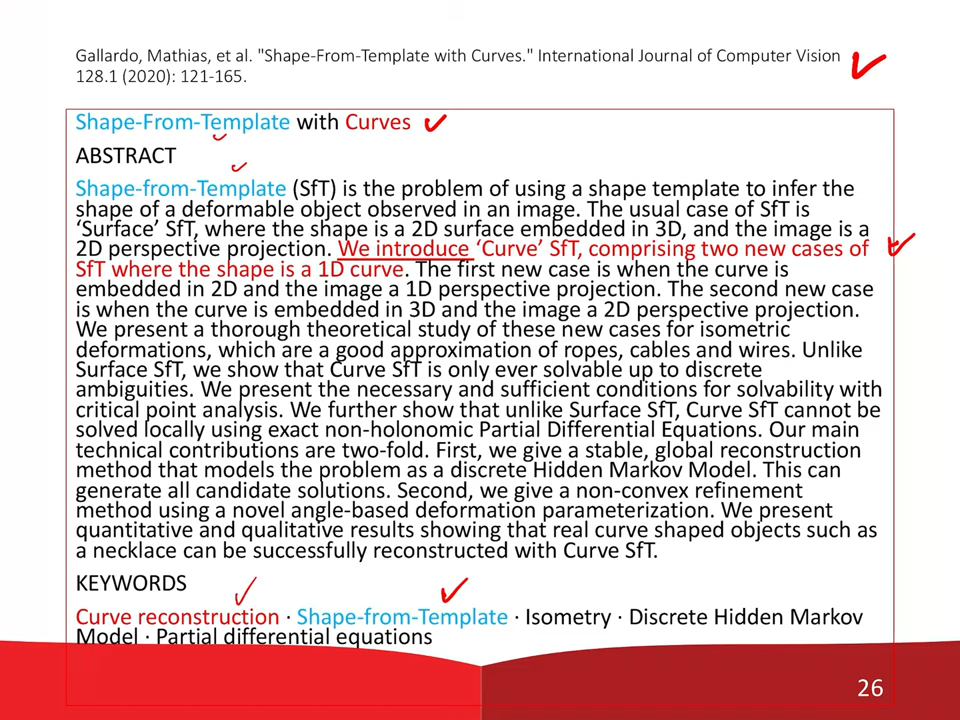 Gallardo, Mathias, et al. "Shape-From-Template with Curves." International Journal of Computer Vision
128.1 (2020): 121-165.
Shape-From-Template with Curves
ABSTRACT
Shape-from-Template (SfT) is the problem of using a shape template to infer the
shape of a deformable object observed in an image. The usual case of SfT is
‘Surface’ SfT, where the shape is a 2D surface embedded in 3D, and the image is a
2D perspective projection. We introduce ‘Curve’ SfT, comprising two new cases of
SfT where the shape is a 1D curve. The first new case is when the curve is
embedded in 2D and the image a 1D perspective projection. The second new case
is when the curve is embedded in 3D and the image a 2D perspective projection.
We present a thorough theoretical study of these new cases for isometric
deformations, which are a good approximation of ropes, cables and wires. Unlike
Surface SfT, we show that Curve SfT is only ever solvable up to discrete
ambiguities. We present the necessary and sufficient conditions for solvability with
critical point analysis. We further show that unlike Surface SfT, Curve SfT cannot be
solved locally using exact non-holonomic Partial Differential Equations. Our main
technical contributions are two-fold. First, we give a stable, global reconstruction
method that models the problem as a discrete Hidden Markov Model. This can
generate all candidate solutions. Second, we give a non-convex refinement
method using a novel angle-based deformation parameterization. We present
quantitative and qualitative results showing that real curve shaped objects such as
a necklace can be successfully reconstructed with Curve SfT.
KEYWORDS
Curve reconstruction · Shape-from-Template · Isometry · Discrete Hidden Markov
Model · Partial differential equations
26